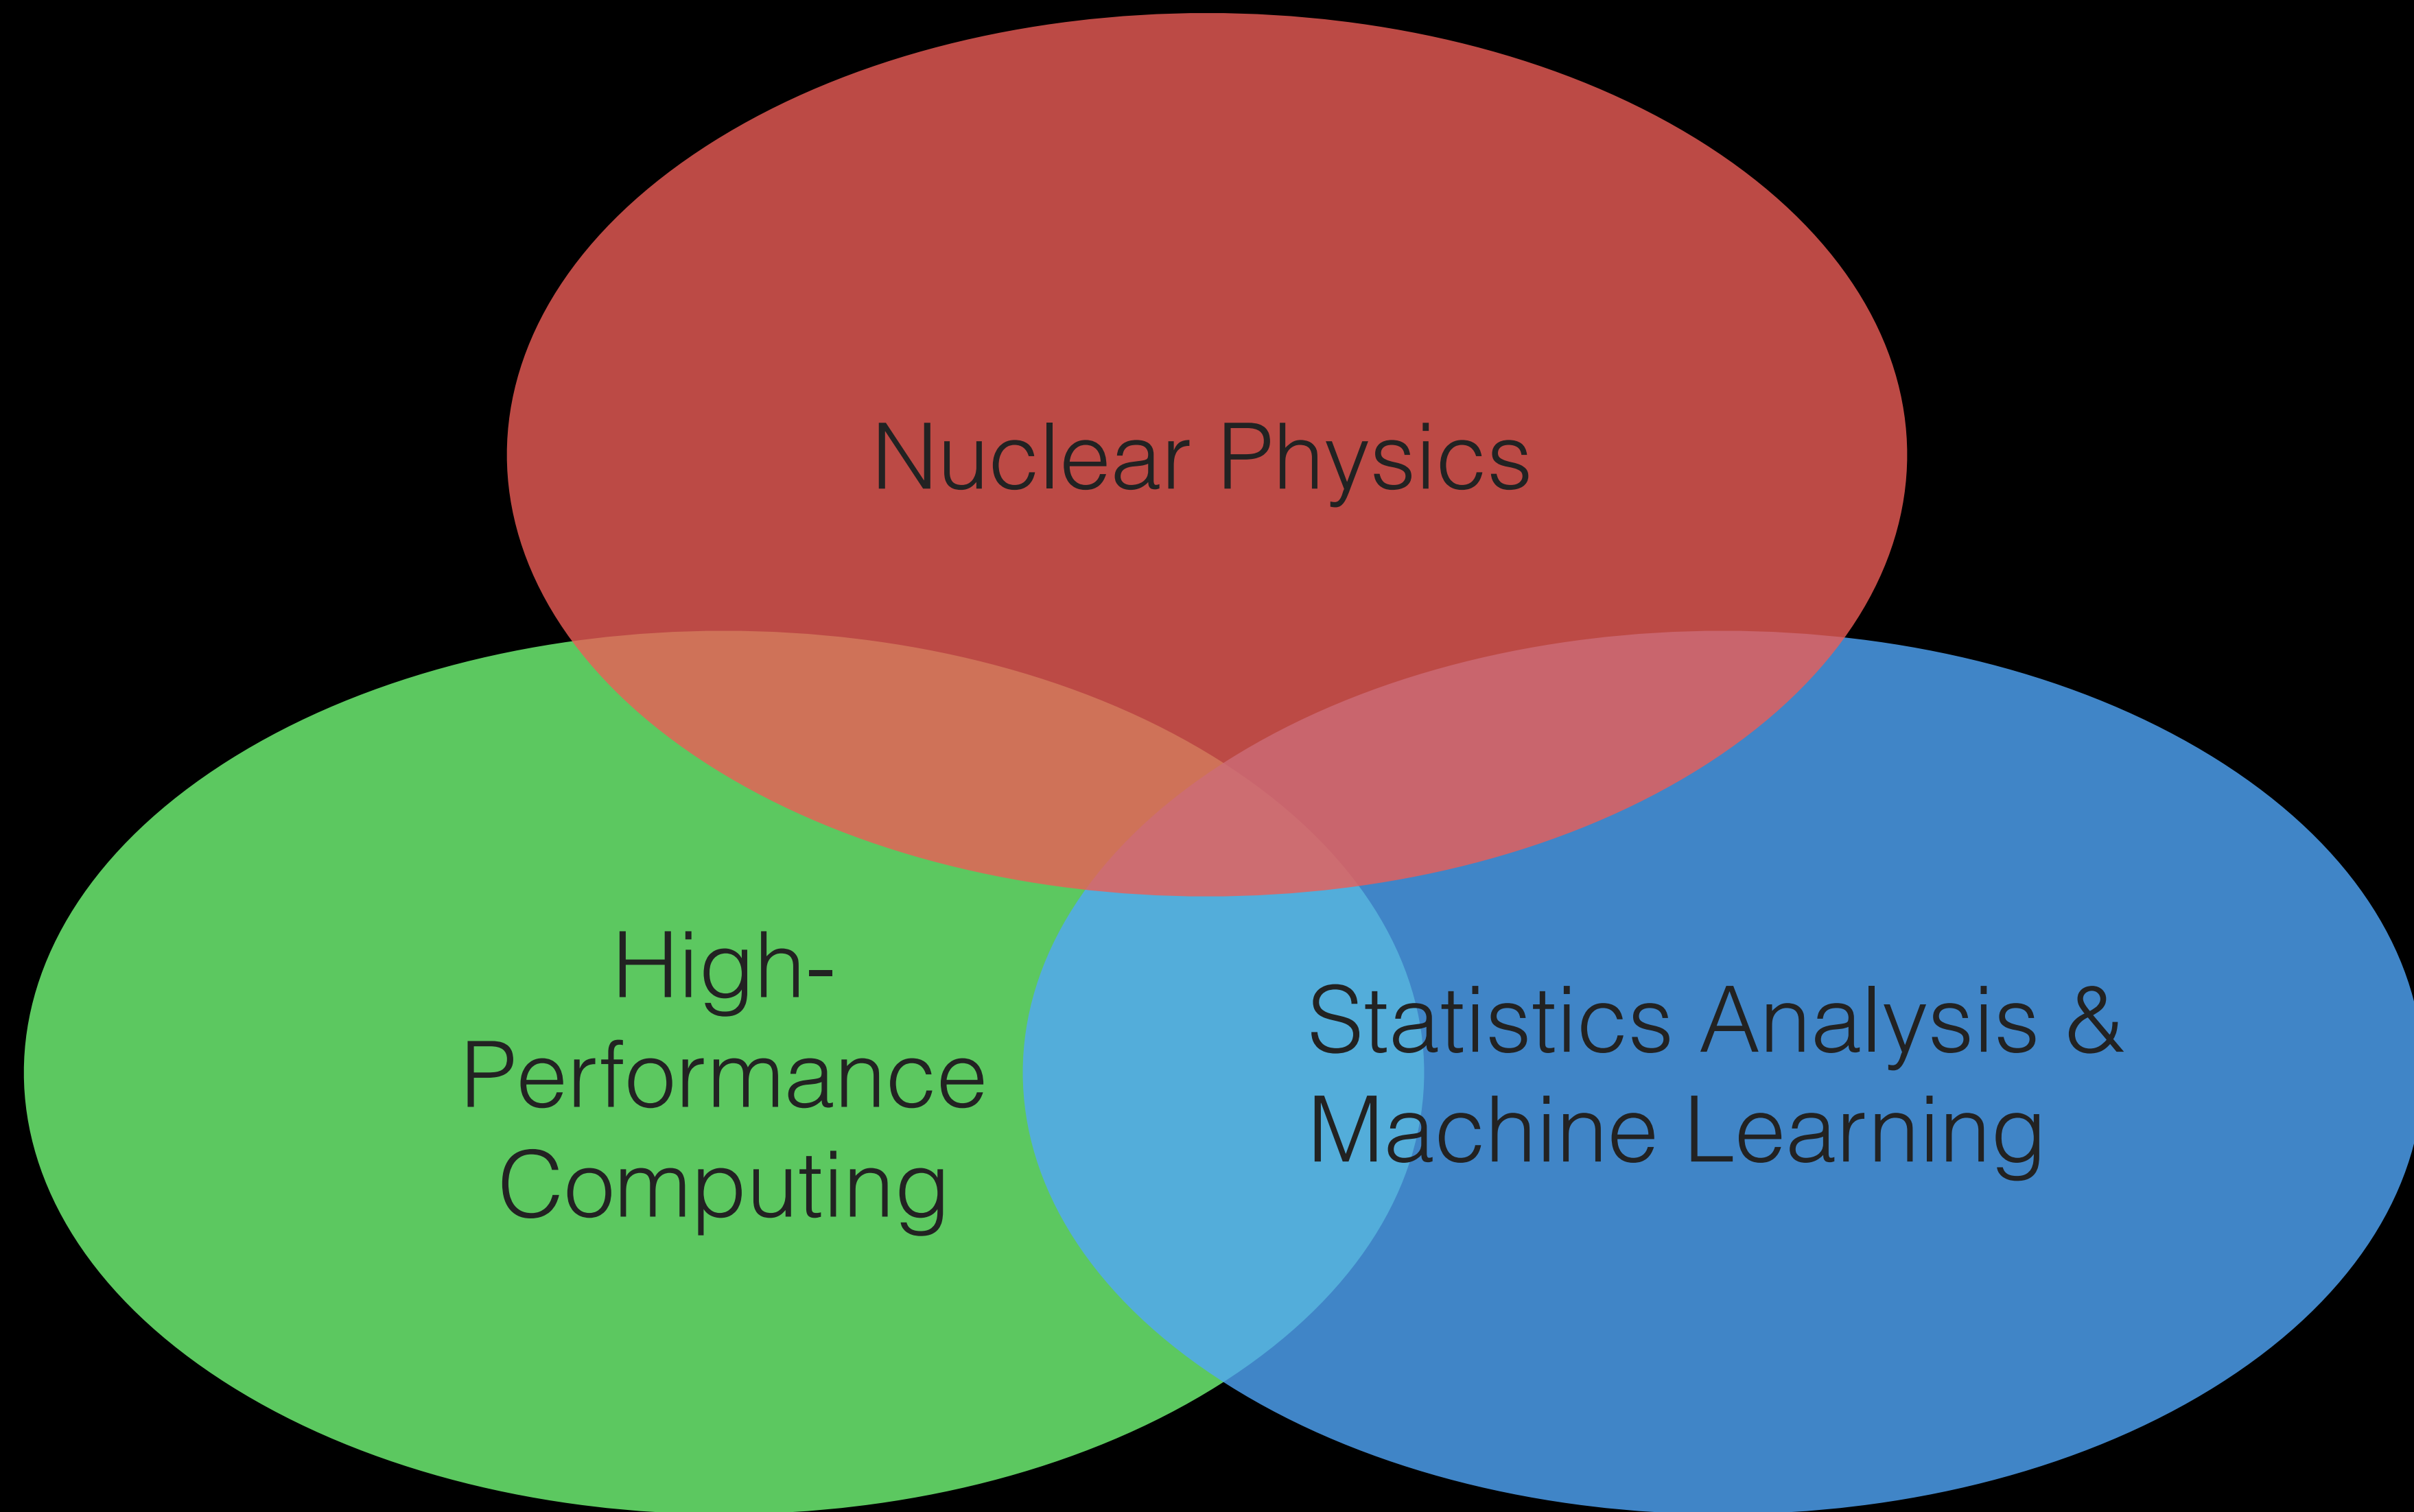 Nuclear Physics
High-
Performance
Computing
Statistics Analysis &
Machine Learning